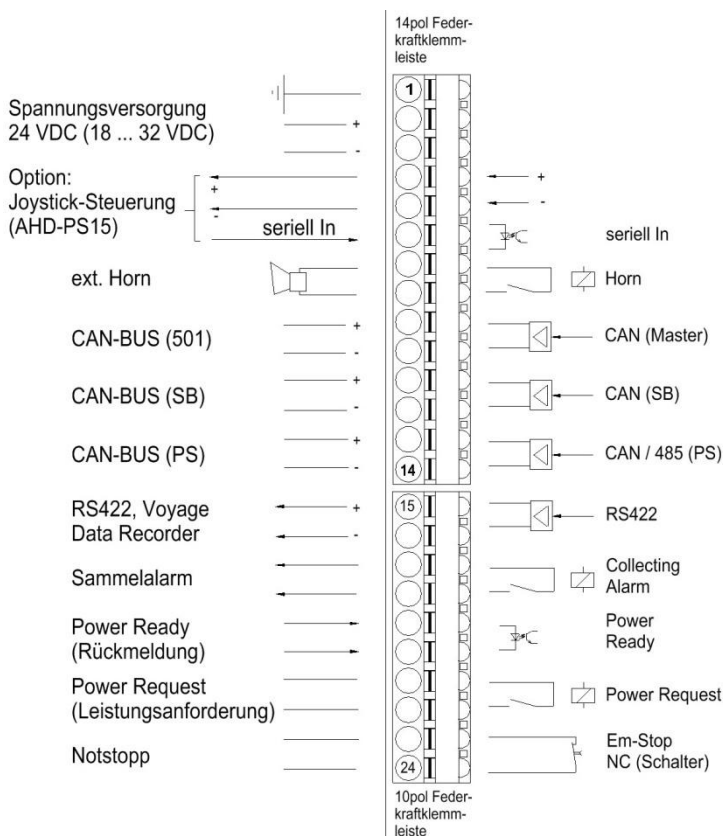 14pol Feder-
kraftklemm-
leiste
1
Spannungsversorgung
24 VDC (18 ... 32 VDC)
+
-
Option:
Joystick-Steuerung
(AHD-PS15)
+
-
seriell In
+
-
seriell In
ext. Horn
Horn
CAN-BUS (501)
+
-
CAN (Master)
CAN-BUS (SB)
+
-
CAN (SB)
CAN-BUS (PS)
+
-
14
CAN / 485 (PS)
RS422, Voyage
Data Recorder
+
-
15
RS422
Sammelalarm
Collecting
Alarm
Power Ready
(Rückmeldung)
Power
Ready
Power Request
(Leistungsanforderung)
Power Request
Notstopp
24
Em-Stop
NC (Schalter)
10pol Feder-
kraftklemm-
leiste